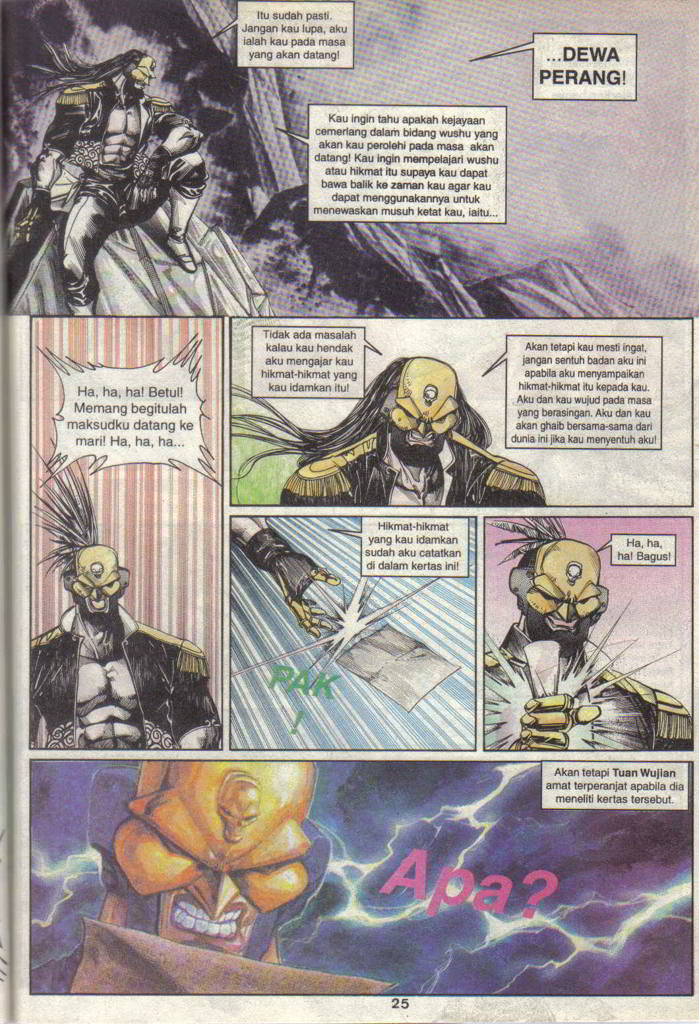 Itu sudah pasti.
Jangan kau lupa, aku
ialah kau pada masa
yang akan datang!
Kau ingin tahu apakah kejayaan
cemerlang dalam bidang wushu yang
akan kau perolehi pada masa akan
datang! Kau ingin mempelajari wushu
atau hikmat itu supaya kau dapat
bawa balik ke zaman kau agar kau
dapat menggunakannya untuk
menewaskan musuh ketat kau, iaitu...
...DEWA
PERANG!
Ha, ha, ha! Betul!
Memang begitulah
maksudku datang ke
mari! Ha, ha, ha...
Tidak ada masalah
kalau kau hendak
aku mengajar kau
hikmat-hikmat yang
kau idamkan itu!
Akan tetapi kau mesti ingat,
jangan sentuh badan aku ini
apabila aku menyampaikan
hikmat-hikmat itu kepada kau.
Aku dan kau wujud pada masa
yang berasingan. Aku dan kau
akan ghaib bersama-sama dari
dunia ini jika kau menyentuh aku!
Hikmat-hikmat
yang kau idamkan
sudah aku catatkan
di dalam kertas ini!
PAK
!
Ha, ha,
ha! Bagus!
Akan tetapi Tuan Wujian
amat terperanjat apabila dia
meneliti kertas tersebut.
Apa?
25